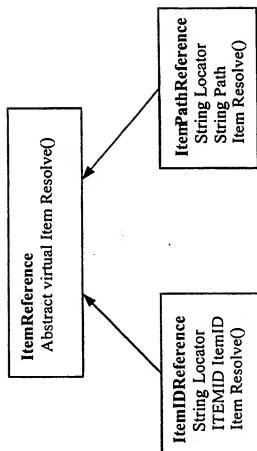 ItemReference
Abstract virtual Item Resolve()
ItemIDReference
String Locator
ITEMID ItemID
Item Resolve()
ItemPathReference
String Locator
String Path
Item Resolve()